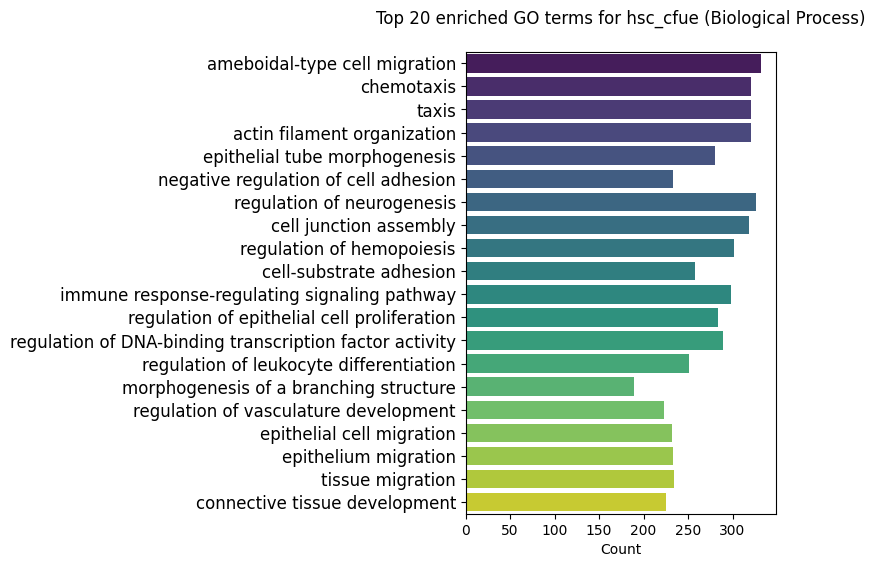 Top 20 enriched GO terms for hsc_cfue (Biological Process)
ameboidal-type cell migration
chemotaxis
taxis
actin filament organization
epithelial tube morphogenesis
negative regulation of cell adhesion
regulation of neurogenesis
cell junction assembly
regulation of hemopoiesis
cell-substrate adhesion
immune response-regulating signaling pathway
regulation of epithelial cell proliferation
regulation of DNA-binding transcription factor activity
regulation of leukocyte differentiation
morphogenesis of a branching structure
regulation of vasculature development
epithelial cell migration
epithelium migration
tissue migration
connective tissue development
0 50 100 150 200 250 300
Count